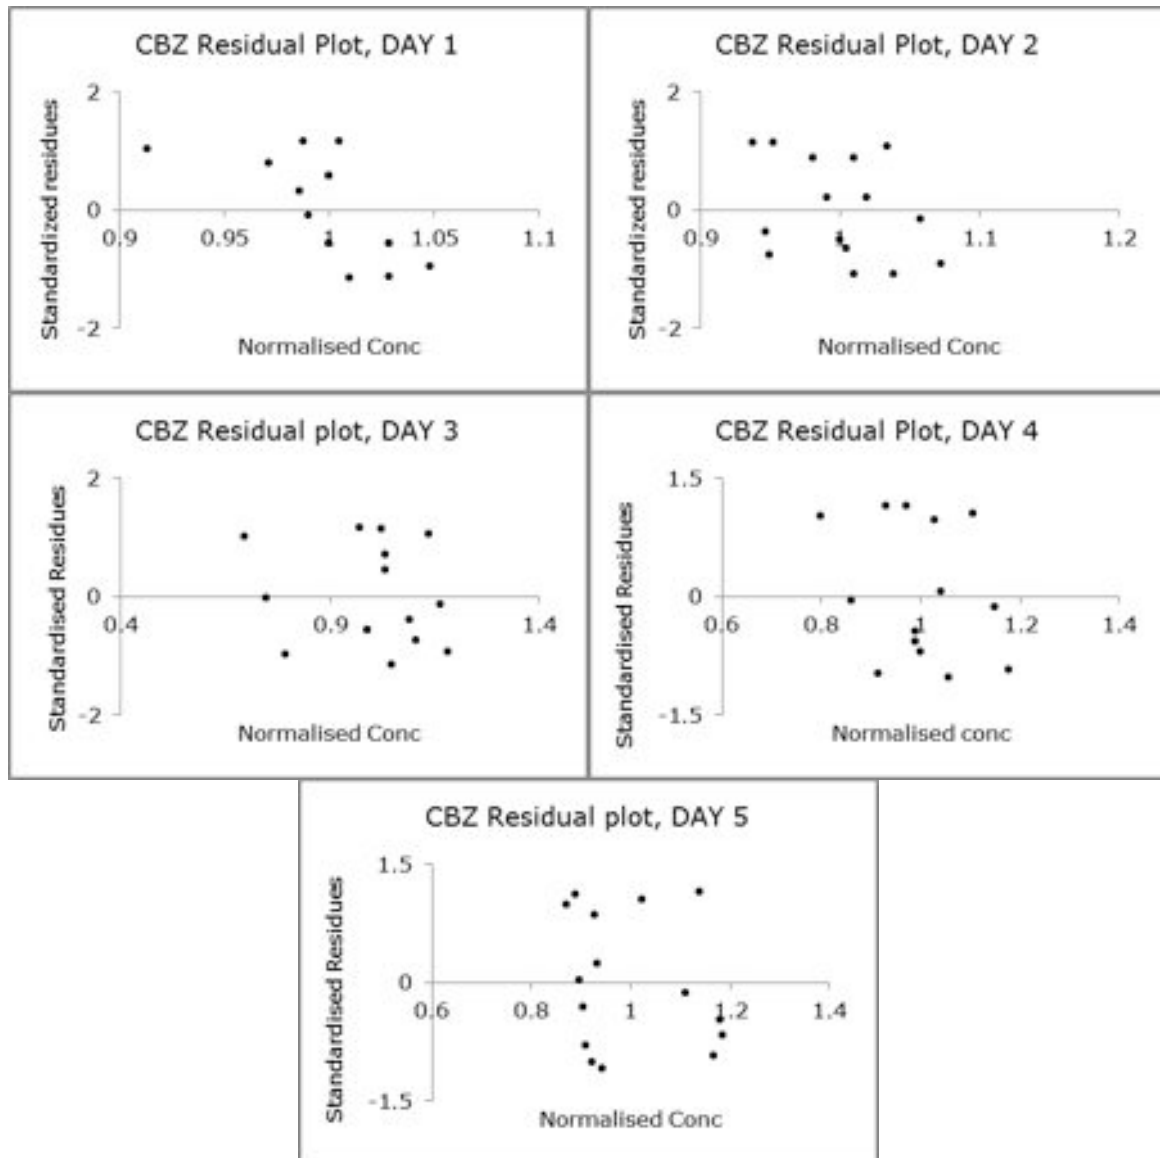 CBZ Residual Plot, DAY 1
Standardized residues
2
0
-2
0.9 0.95 1 1.05 1.1
Normalised Conc
CBZ Residual Plot, DAY 2
Standardized residues
2
0
-2
0.9 1 1.1 1.2
Normalised Conc
CBZ Residual plot, DAY 3
Standardised Residues
2
0
-2
0.4 0.9 1.4
Normalised Conc
CBZ Residual Plot, DAY 4
Standardised Residues
1.5
0
-1.5
0.6 0.8 1 1.2 1.4
Normalised conc
CBZ Residual plot, DAY 5
Standardised Residues
1.5
0
-1.5
0.6 0.8 1 1.2 1.4
Normalised Conc